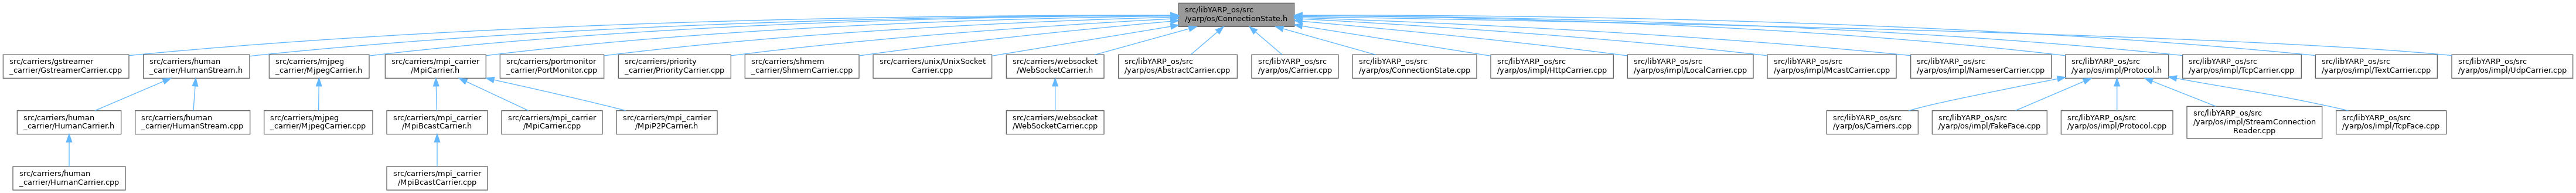 src/libYARP_os/src
/yarp/os/ConnectionState.h
src/carriers/gstreamer
_carrier/GstreamerCarrier.cpp
src/carriers/human
_carrier/HumanStream.h
src/carriers/mjpeg
_carrier/MjpegCarrier.h
src/carriers/mpi_carrier
/MpiCarrier.h
src/carriers/portmonitor
_carrier/PortMonitor.cpp
src/carriers/priority
_carrier/PriorityCarrier.cpp
src/carriers/shmem
_carrier/ShmemCarrier.cpp
src/carriers/unix/UnixSocket
Carrier.cpp
src/carriers/websocket
/WebSocketCarrier.h
src/libYARP_os/src
/yarp/os/AbstractCarrier.cpp
src/libYARP_os/src
/yarp/os/Carrier.cpp
src/libYARP_os/src
/yarp/os/ConnectionState.cpp
src/libYARP_os/src
/yarp/os/impl/HttpCarrier.cpp
src/libYARP_os/src
/yarp/os/impl/LocalCarrier.cpp
src/libYARP_os/src
/yarp/os/impl/McastCarrier.cpp
src/libYARP_os/src
/yarp/os/impl/NameserCarrier.cpp
src/libYARP_os/src
/yarp/os/impl/Protocol.h
src/libYARP_os/src
/yarp/os/impl/TcpCarrier.cpp
src/libYARP_os/src
/yarp/os/impl/TextCarrier.cpp
src/libYARP_os/src
/yarp/os/impl/UdpCarrier.cpp
src/carriers/human
_carrier/HumanCarrier.h
src/carriers/human
_carrier/HumanStream.cpp
src/carriers/mjpeg
_carrier/MjpegCarrier.cpp
src/carriers/mpi_carrier
/MpiBcastCarrier.h
src/carriers/mpi_carrier
/MpiCarrier.cpp
src/carriers/mpi_carrier
/MpiP2PCarrier.h
src/carriers/websocket
/WebSocketCarrier.cpp
src/libYARP_os/src
/yarp/os/Carriers.cpp
src/libYARP_os/src
/yarp/os/impl/FakeFace.cpp
src/libYARP_os/src
/yarp/os/impl/Protocol.cpp
src/libYARP_os/src
/yarp/os/impl/StreamConnection
Reader.cpp
src/libYARP_os/src
/yarp/os/impl/TcpFace.cpp
src/carriers/human
_carrier/HumanCarrier.cpp
src/carriers/mpi_carrier
/MpiBcastCarrier.cpp